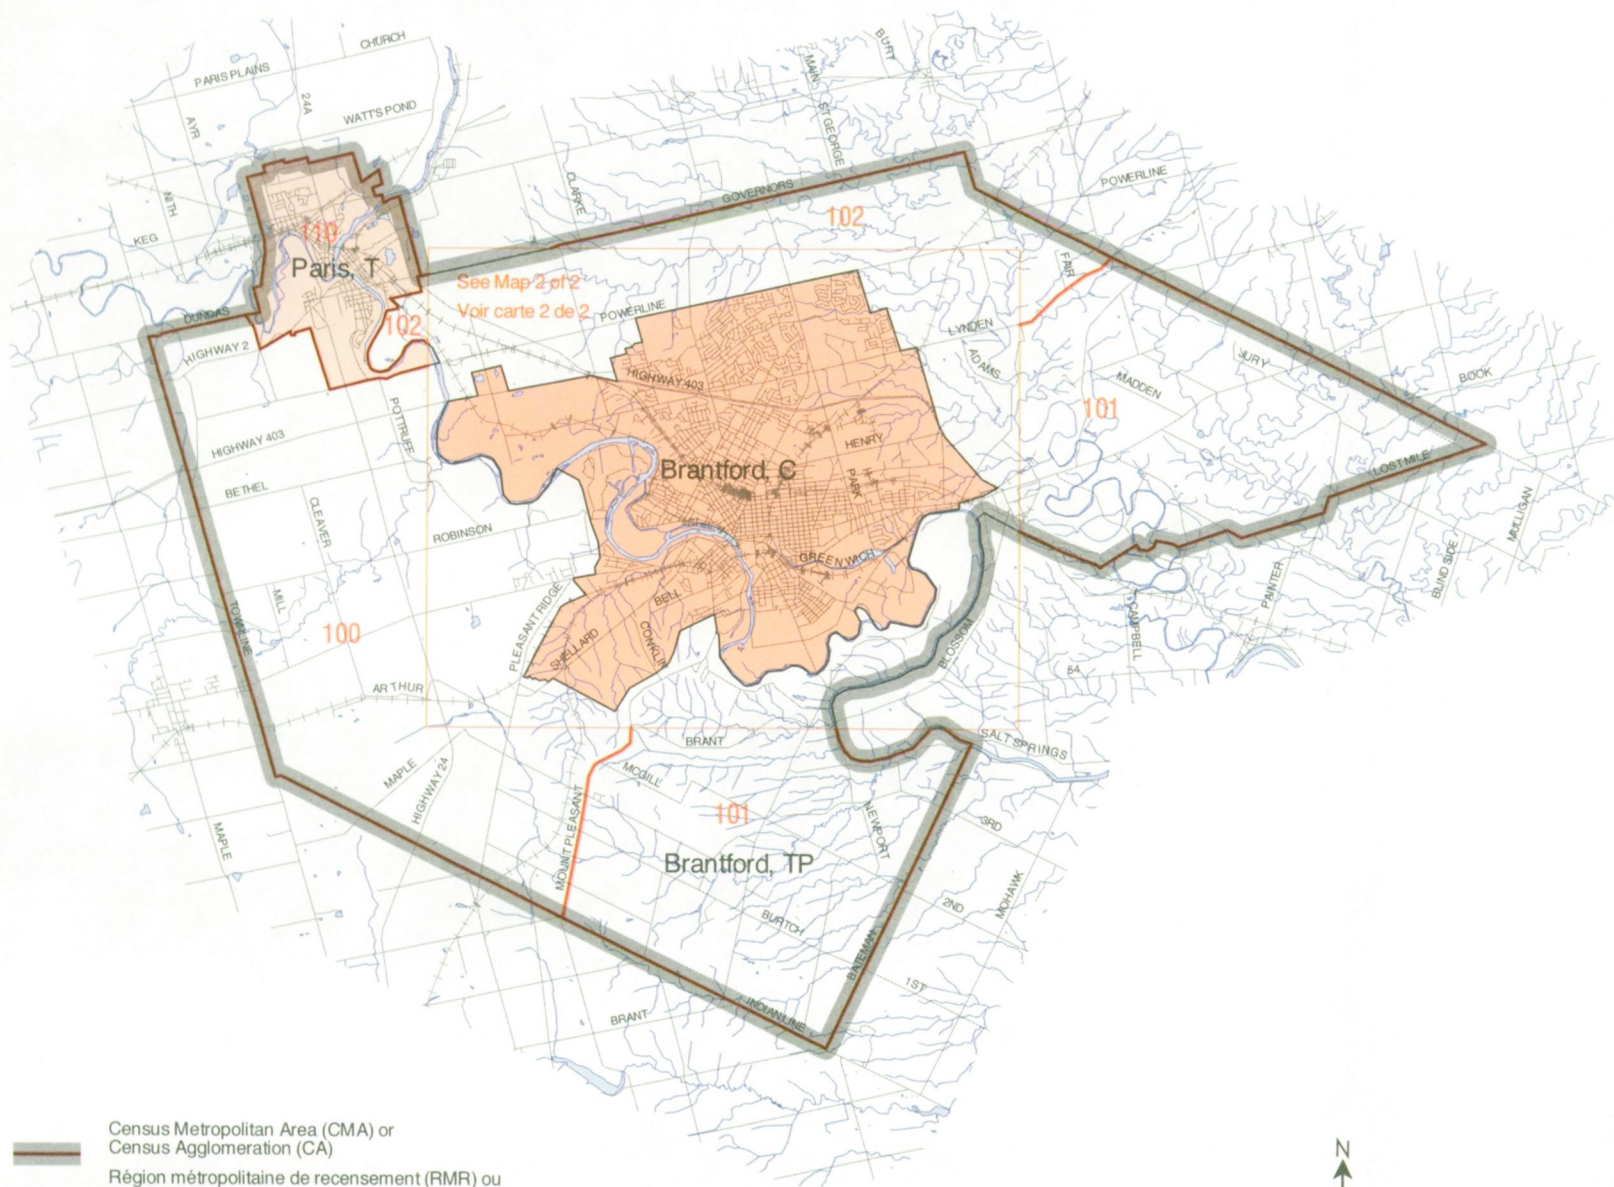 CHURCH
PARIS PLAINS
24A
WATT'S POND
AYR
MAIN
BURY
ST GEORGE
NITH
KEG
CLARKE
GOVERNORS
102
POWERLINE
110
Paris, T
See Map 2 of 2
Voir carte 2 de 2
FAIR
DUNDAS
102
POWERLINE
LYNDEN
HIGHWAY 2
ADAMS
JURY
HIGHWAY 403
MADDEN
BOOK
101
POTTRUFF
HIGHWAY 403
HENRY
Brantford, C
PARK
LOST MILE
BETHEL
CLEAVER
MULLIGAN
ROBINSON
GREENWICH
BLIND SIDE
PAINTER
MILL
TOWNLINE
100
PLEASANT RIDGE
BELL
SHELLARD
CONKLIN
BLOSSOM
CAMPBELL
54
ARTHUR
BRANT
SALT SPRINGS
MAPLE
HIGHWAY 24
MCGILL
101
MOUNT PLEASANT
NEWPORT
3RD
MAPLE
Brantford, TP
2ND
MOHAWK
BURTCH
BATEMAN
1ST
INDIAN LINE
BRANT
Census Metropolitan Area (CMA) or
Census Agglomeration (CA)
Région métropolitaine de recensement (RMR) ou
N